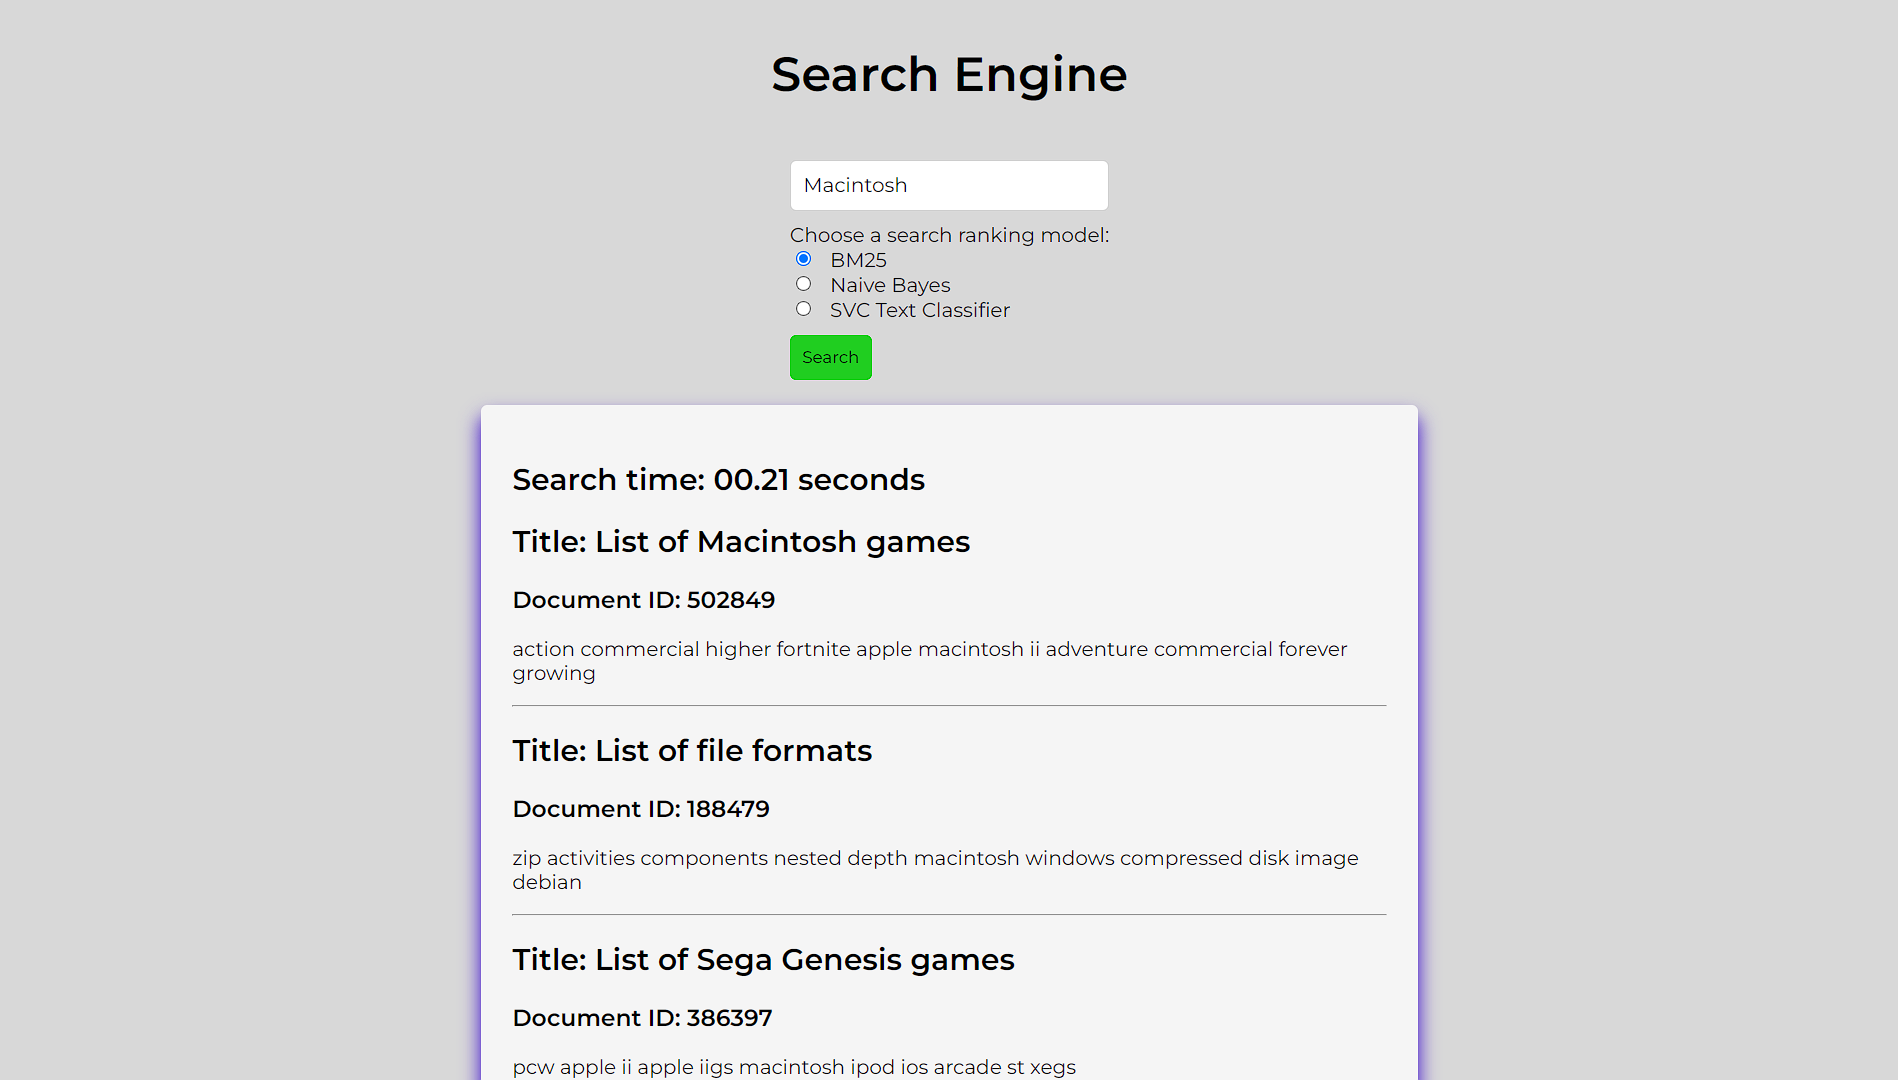 Search Engine
Macintosh
Choose a search ranking model:
BM25
Naive Bayes
SVC Text Classifier
Search
Search time: 00.21 seconds
Title: List of Macintosh games
Document ID: 502849
action commercial higher fortnite apple macintosh ii adventure commercial forever
growing
Title: List of file formats
Document ID: 188479
zip activities components nested depth macintosh windows compressed disk image
debian
Title: List of Sega Genesis games
Document ID: 386397
pcw apple ii apple iigs macintosh ipod ios arcade st xegs